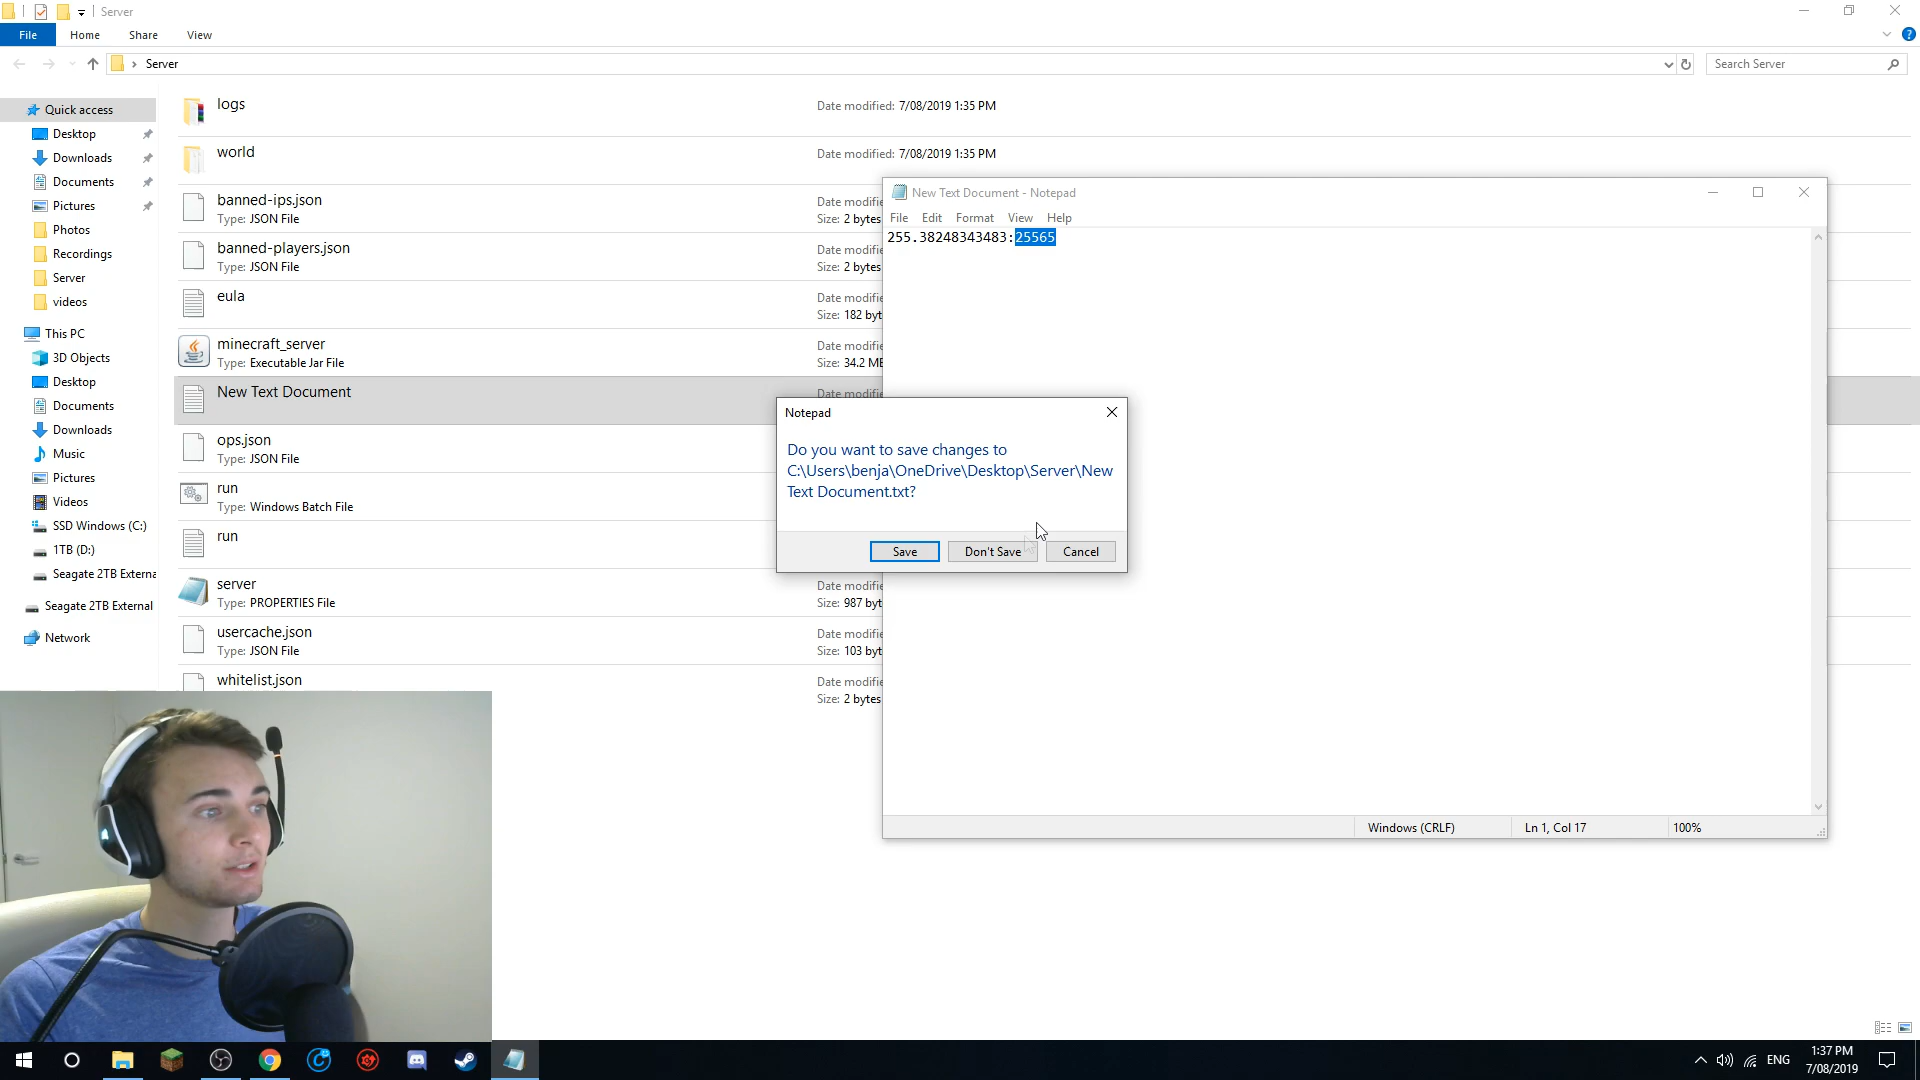 Server
File Home Share View
Server
Search Server
Quick access
Desktop
Downloads
Documents
Pictures
Photos
Recordings
Server
videos
This PC
3D Objects
Desktop
Documents
Downloads
Music
Pictures
Videos
SSD Windows (C:)
1TB (D:)
Seagate 2TB Externa
Seagate 2TB External
Network
logs
Date modified: 7/08/2019 1:35 PM
world
Date modified: 7/08/2019 1:35 PM
banned-ips.json
Date modifie
Type: JSON File
Size: 2 bytes
banned-players.json
Date modifie
Type: JSON File
Size: 2 bytes
eula
Date modifie
Size: 182 byt
minecraft_server
Date modifie
Type: Executable Jar File
Size: 34.2 ME
New Text Document
Date modifie
ops.json
Type: JSON File
run
Type: Windows Batch File
run
server
Date modifie
Type: PROPERTIES File
Size: 987 byt
usercache.json
Date modifie
Type: JSON File
Size: 103 byt
whitelist.json
Date modifie
Size: 2 bytes
New Text Document - Notepad
File Edit Format View Help
255.38248343483:25565
Notepad
Do you want to save changes to
C:\Users\benja\OneDrive\Desktop\Server\New
Text Document.txt?
Save Don't Save Cancel
Windows (CRLF) Ln 1, Col 17 100%
ENG
1:37 PM
7/08/2019